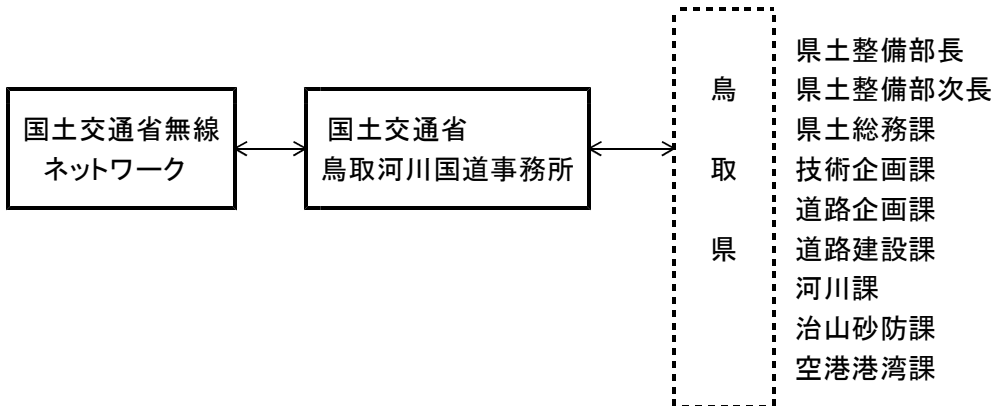 国土交通省無線
ネットワーク
国土交通省
鳥取河川国道事務所
鳥
取
県
県土整備部長
県土整備部次長
県土総務課
技術企画課
道路企画課
道路建設課
河川課
治山砂防課
空港港湾課